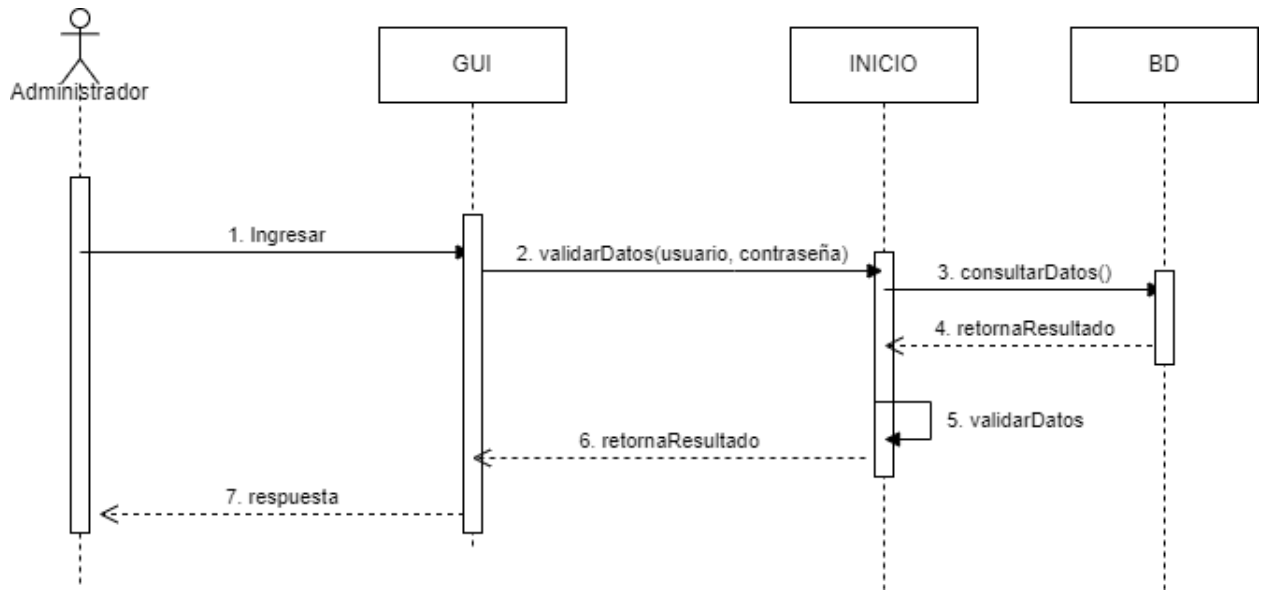 Administrador
GUI
INICIO
BD
1. Ingresar
2. validarDatos(usuario, contraseña)
3. consultarDatos()
4. retornaResultado
5. validarDatos
6. retornaResultado
7. respuesta